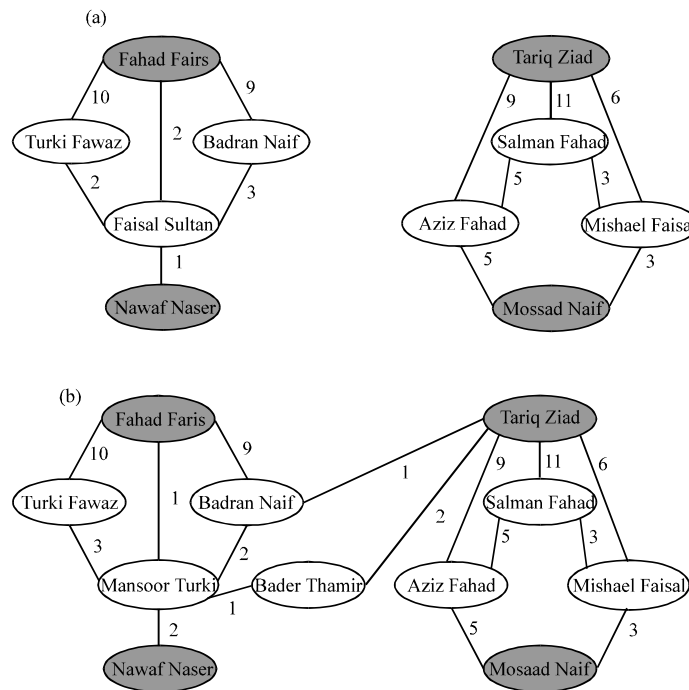 (a)
Fahad Fairs
Tariq Ziad
10
9
9
11
6
Turki Fawaz
2
Badran Naif
Salman Fahad
2
3
5
3
Faisal Sultan
Aziz Fahad
Mishael Faisal
1
5
3
Nawaf Naser
Mossad Naif
(b)
Fahad Faris
Tariq Ziad
10
9
1
9
11
6
Turki Fawaz
1
Badran Naif
2
Salman Fahad
3
2
5
3
Mansoor Turki
Bader Thamir
Aziz Fahad
Mishael Faisal
1
2
5
3
Nawaf Naser
Mosaad Naif